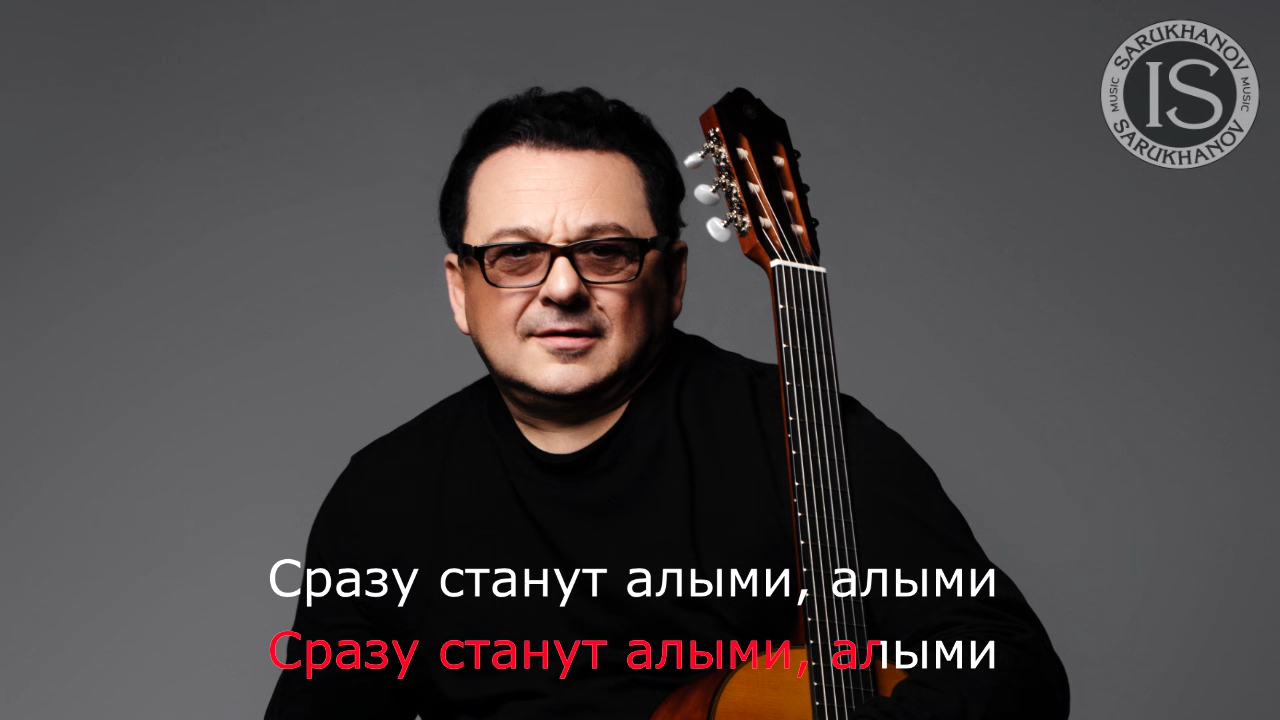 SARUKHANOV
MUSIC IS MUSIC
SARUKHANOV
Сразу станут алыми, алыми
Сразу станут алыми, алыми